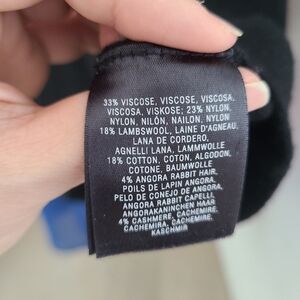 33% VISCOSE, VISCOSE, VISCOSA,
VISCOSA, VISKOSE; 23% NYLON,
NYLON, NILÓN, NAILON, NYLON
18% LAMBSWOOL, LAINE D'AGNEAU,
LANA DE CORDERO,
AGNELLI LANA, LAMMWOLLE
18% COTTON, COTON, ALGODON,
COTONE, BAUMWOLLE
4% ANGORA RABBIT HAIR,
POILS DE LAPIN ANGORA,
PELO DE CONEJO DE ANGORA,
ANGORA RABBIT CAPELLI,
ANGORAKANINCHEN HAAR
4% CASHMERE, CACHEMIRE,
CACHEMIRA, CACHEMIRE,
KASCHMIR